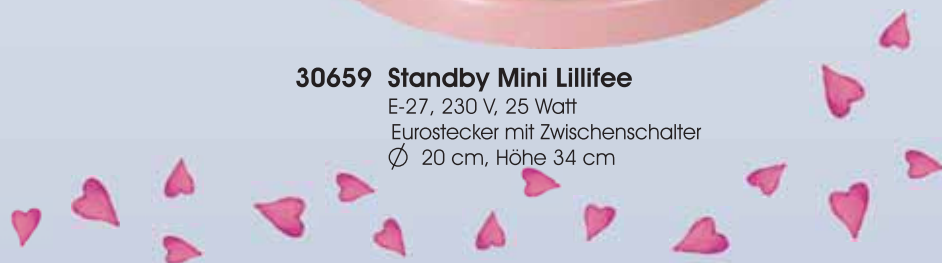 30659 Standby Mini Lillifee
E-27, 230 V, 25 Watt
Eurostecker mit Zwischenschalter
Ø 20 cm, Höhe 34 cm